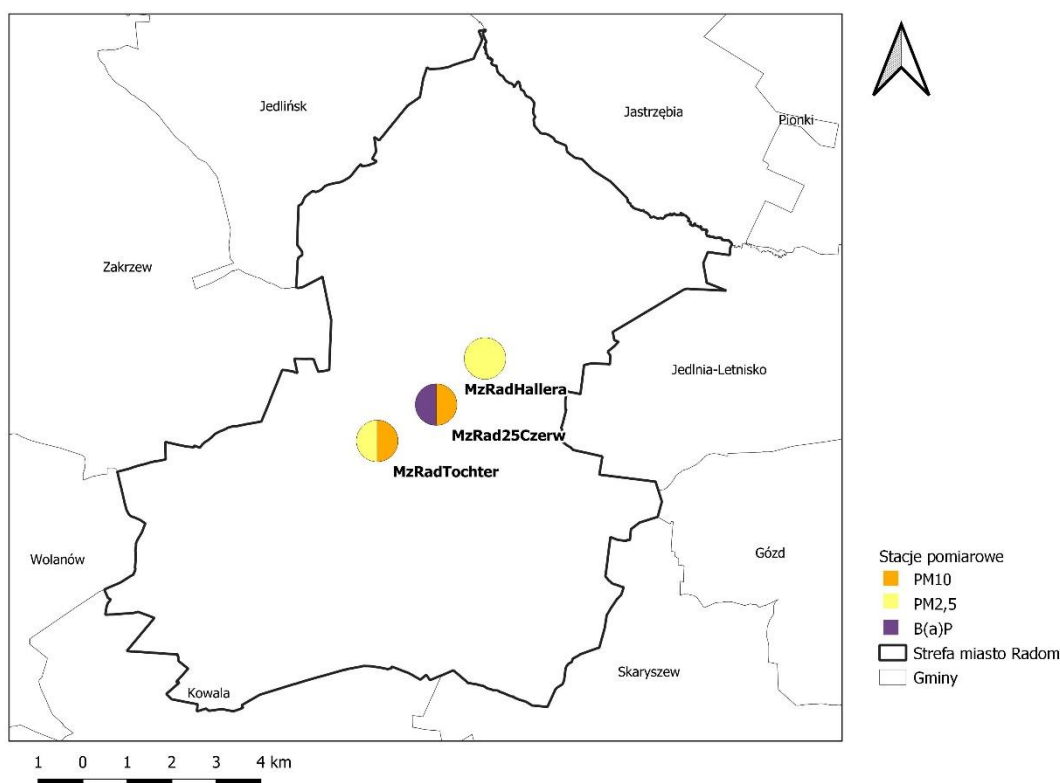 Jedlińsk
Jastrzębia
Pionki
Zakrzew
Jedlnia-Letnisko
MzRadHallera
MzRad25Czerw
MzRadTochter
Wolanów
Gózd
Skaryszew
Kowala
Stacje pomiarowe
PM10
PM2,5
B(a)P
Strefa miasto Radom
Gminy
1 0 1 2 3 4 km